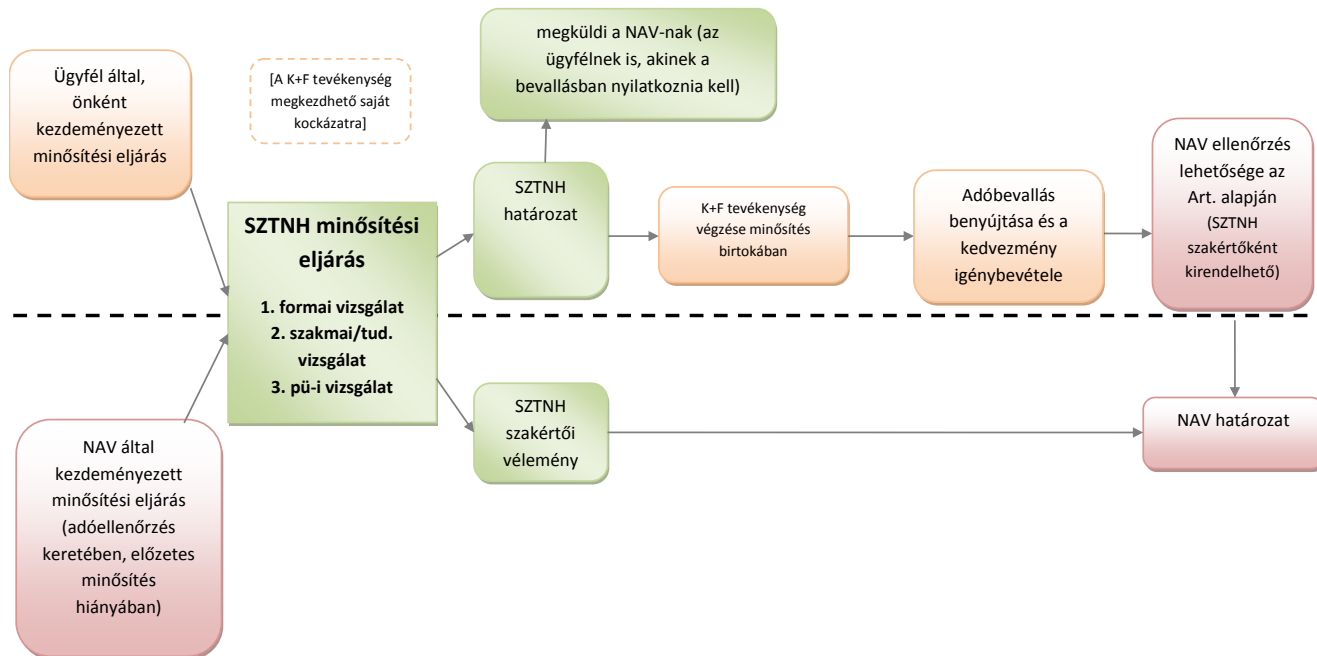 Ügyfél által,
önként
kezdeményezett
minősítési eljárás
[A K+F tevékenység
megkezdhető saját
kockázatra]
megküldi a NAV-nak (az
ügyfélnek is, akinek a
bevallásban nyilatkoznia kell)
SZTNH minősítési
eljárás
1. formai vizsgálat
2. szakmai/tud.
vizsgálat
3. pü-i vizsgálat
SZTNH
határozat
K+F tevékenység
végzése minősítés
birtokában
Adóbevallás
benyújtása és a
kedvezmény
igénybevétele
NAV ellenőrzés
lehetősége az
Art. alapján
(SZTNH
szakértőként
kirendelhető)
NAV által
kezdeményezett
minősítési eljárás
(adóellenőrzés
keretében, előzetes
minősítés
hiányában)
SZTNH
szakértői
vélemény
NAV határozat